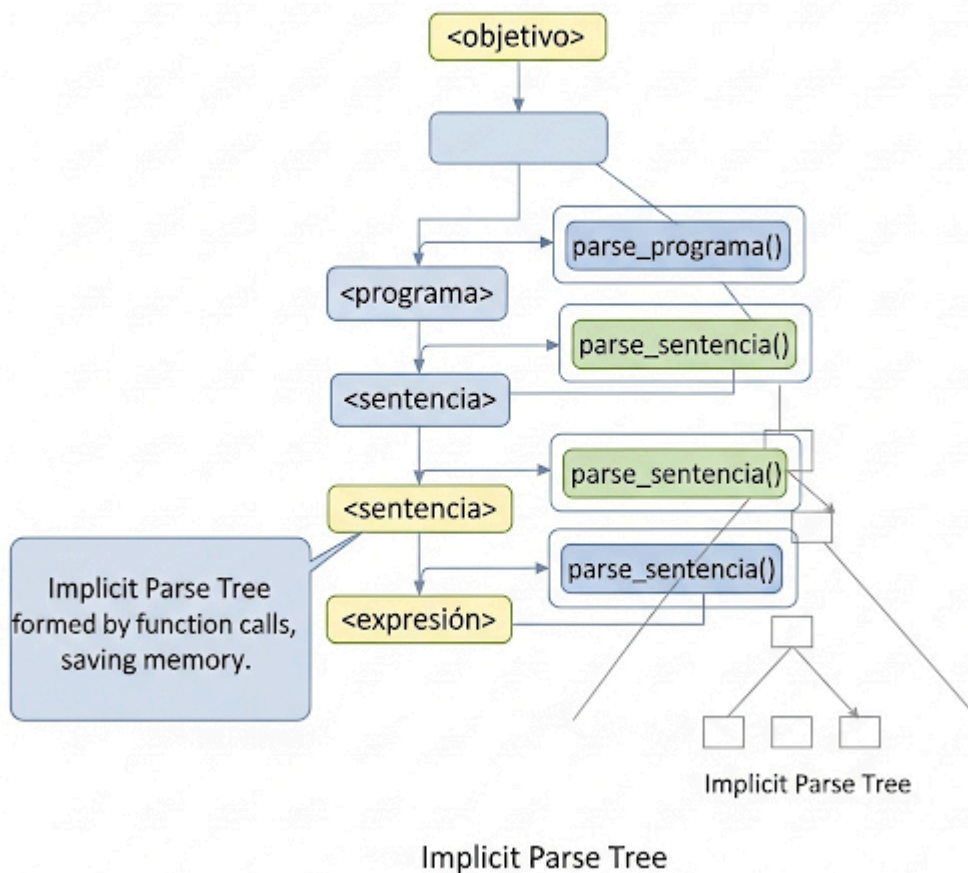 <objetivo>
parse_programa()
<programa>
parse_sentencia()
<sentencia>
parse_sentencia()
<sentencia>
parse_sentencia()
<expresión>
Implicit Parse Tree
formed by function calls,
saving memory.
Implicit Parse Tree
Implicit Parse Tree